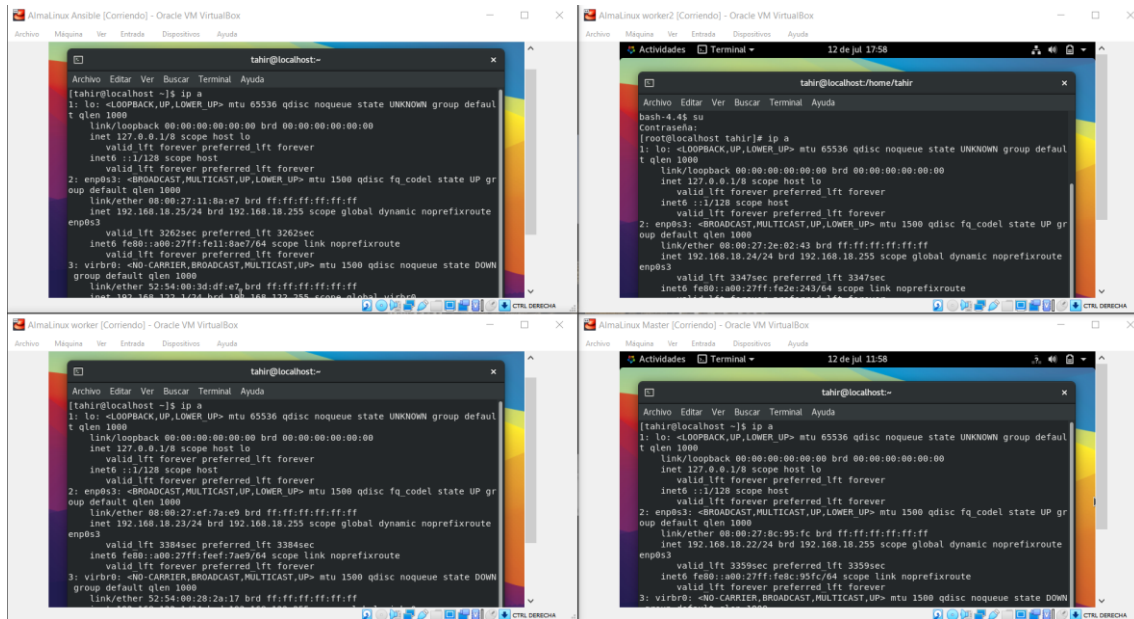 AlmaLinux Ansible [Corriendo] - Oracle VM VirtualBox
Archivo Máquina Ver Entrada Dispositivos Ayuda
tahir@localhost:~
Archivo Editar Ver Buscar Terminal Ayuda
[tahir@localhost ~]$ ip a
1: lo: <LOOPBACK,UP,LOWER_UP> mtu 65536 qdisc noqueue state UNKNOWN group defaul
t qlen 1000
link/loopback 00:00:00:00:00:00 brd 00:00:00:00:00:00
inet 127.0.0.1/8 scope host lo
valid_lft forever preferred_lft forever
inet6 ::1/128 scope host
valid_lft forever preferred_lft forever
2: enp0s3: <BROADCAST,MULTICAST,UP,LOWER_UP> mtu 1500 qdisc fq_codel state UP gr
oup default qlen 1000
link/ether 08:00:27:11:8a:e7 brd ff:ff:ff:ff:ff:ff
inet 192.168.18.25/24 brd 192.168.18.255 scope global dynamic noprefixroute
enp0s3
valid_lft 3262sec preferred_lft 3262sec
inet6 fe80::a00:27ff:fe11:8ae7/64 scope link noprefixroute
valid_lft forever preferred_lft forever
3: virbr0: <NO-CARRIER,BROADCAST,MULTICAST,UP> mtu 1500 qdisc noqueue state DOWN
group default qlen 1000
link/ether 52:54:00:3d:df:e7 brd ff:ff:ff:ff:ff:ff
inet 192.168.122.1/24 brd 192.168.122.255 scope global virbr0
CTRL DERECHA
AlmaLinux worker2 [Corriendo] - Oracle VM VirtualBox
Archivo Máquina Ver Entrada Dispositivos Ayuda
Actividades Terminal 12 de jul 17:58
tahir@localhost:/home/tahir
Archivo Editar Ver Buscar Terminal Ayuda
bash-4.4$ su
Contraseña:
[root@localhost tahir]# ip a
1: lo: <LOOPBACK,UP,LOWER_UP> mtu 65536 qdisc noqueue state UNKNOWN group defaul
t qlen 1000
link/loopback 00:00:00:00:00:00 brd 00:00:00:00:00:00
inet 127.0.0.1/8 scope host lo
valid_lft forever preferred_lft forever
inet6 ::1/128 scope host
valid_lft forever preferred_lft forever
2: enp0s3: <BROADCAST,MULTICAST,UP,LOWER_UP> mtu 1500 qdisc fq_codel state UP gr
oup default qlen 1000
link/ether 08:00:27:2e:02:43 brd ff:ff:ff:ff:ff:ff
inet 192.168.18.24/24 brd 192.168.18.255 scope global dynamic noprefixroute
enp0s3
valid_lft 3347sec preferred_lft 3347sec
inet6 fe80::a00:27ff:fe2e:243/64 scope link noprefixroute
valid_lft forever preferred_lft forever
CTRL DERECHA
AlmaLinux worker [Corriendo] - Oracle VM VirtualBox
Archivo Máquina Ver Entrada Dispositivos Ayuda
tahir@localhost:~
Archivo Editar Ver Buscar Terminal Ayuda
[tahir@localhost ~]$ ip a
1: lo: <LOOPBACK,UP,LOWER_UP> mtu 65536 qdisc noqueue state UNKNOWN group defaul
t qlen 1000
link/loopback 00:00:00:00:00:00 brd 00:00:00:00:00:00
inet 127.0.0.1/8 scope host lo
valid_lft forever preferred_lft forever
inet6 ::1/128 scope host
valid_lft forever preferred_lft forever
2: enp0s3: <BROADCAST,MULTICAST,UP,LOWER_UP> mtu 1500 qdisc fq_codel state UP gr
oup default qlen 1000
link/ether 08:00:27:ef:7a:e9 brd ff:ff:ff:ff:ff:ff
inet 192.168.18.23/24 brd 192.168.18.255 scope global dynamic noprefixroute
enp0s3
valid_lft 3384sec preferred_lft 3384sec
inet6 fe80::a00:27ff:feef:7ae9/64 scope link noprefixroute
valid_lft forever preferred_lft forever
3: virbr0: <NO-CARRIER,BROADCAST,MULTICAST,UP> mtu 1500 qdisc noqueue state DOWN
group default qlen 1000
link/ether 52:54:00:28:2a:17 brd ff:ff:ff:ff:ff:ff
CTRL DERECHA
AlmaLinux Master [Corriendo] - Oracle VM VirtualBox
Archivo Máquina Ver Entrada Dispositivos Ayuda
Actividades Terminal 12 de jul 11:58
tahir@localhost:~
Archivo Editar Ver Buscar Terminal Ayuda
[tahir@localhost ~]$ ip a
1: lo: <LOOPBACK,UP,LOWER_UP> mtu 65536 qdisc noqueue state UNKNOWN group defaul
t qlen 1000
link/loopback 00:00:00:00:00:00 brd 00:00:00:00:00:00
inet 127.0.0.1/8 scope host lo
valid_lft forever preferred_lft forever
inet6 ::1/128 scope host
valid_lft forever preferred_lft forever
2: enp0s3: <BROADCAST,MULTICAST,UP,LOWER_UP> mtu 1500 qdisc fq_codel state UP gr
oup default qlen 1000
link/ether 08:00:27:8c:95:fc brd ff:ff:ff:ff:ff:ff
inet 192.168.18.22/24 brd 192.168.18.255 scope global dynamic noprefixroute
enp0s3
valid_lft 3359sec preferred_lft 3359sec
inet6 fe80::a00:27ff:fe8c:95fc/64 scope link noprefixroute
valid_lft forever preferred_lft forever
3: virbr0: <NO-CARRIER,BROADCAST,MULTICAST,UP> mtu 1500 qdisc noqueue state DOWN
CTRL DERECHA